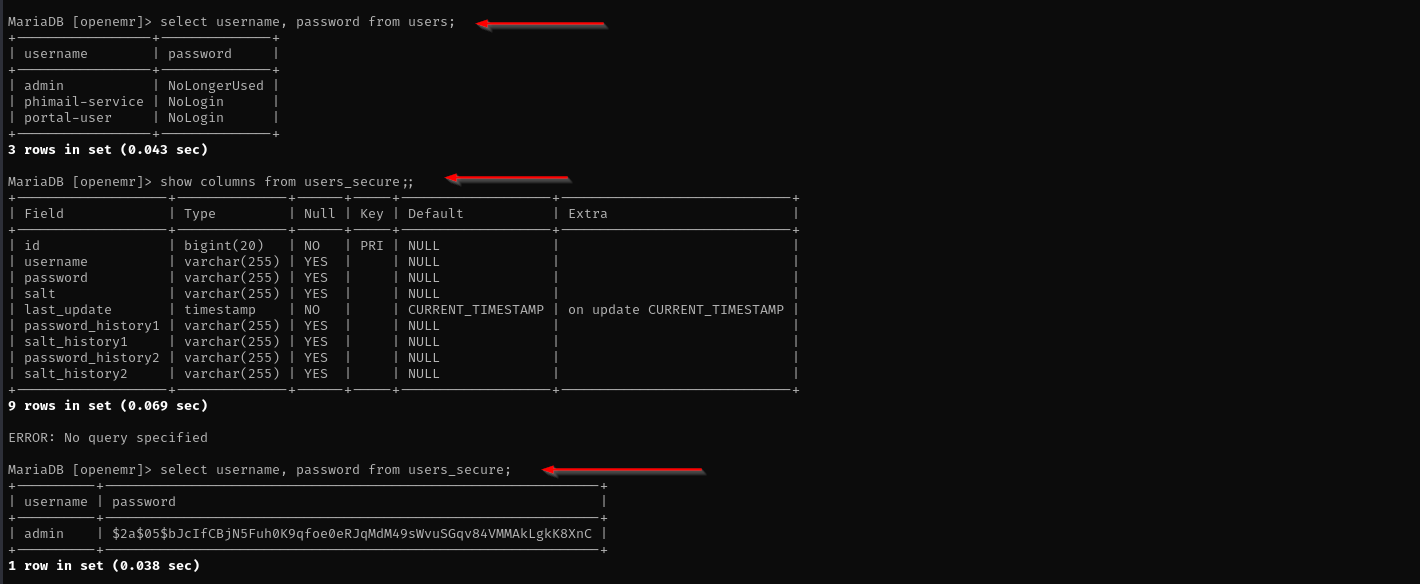 MariaDB [openemr]> select username, password from users;
+-----------------+--------------+
| username        | password     |
+-----------------+--------------+
| admin           | NoLongerUsed |
| phimail-service | NoLogin      |
| portal-user     | NoLogin      |
+-----------------+--------------+
3 rows in set (0.043 sec)
MariaDB [openemr]> show columns from users_secure;;
+-------------------+--------------+------+-----+-------------------+-----------------------------+
| Field             | Type         | Null | Key | Default           | Extra                       |
+-------------------+--------------+------+-----+-------------------+-----------------------------+
| id                | bigint(20)   | NO   | PRI | NULL              |                             |
| username          | varchar(255) | YES  |     | NULL              |                             |
| password          | varchar(255) | YES  |     | NULL              |                             |
| salt              | varchar(255) | YES  |     | NULL              |                             |
| last_update       | timestamp    | NO   |     | CURRENT_TIMESTAMP | on update CURRENT_TIMESTAMP |
| password_history1 | varchar(255) | YES  |     | NULL              |                             |
| salt_history1     | varchar(255) | YES  |     | NULL              |                             |
| password_history2 | varchar(255) | YES  |     | NULL              |                             |
| salt_history2     | varchar(255) | YES  |     | NULL              |                             |
+-------------------+--------------+------+-----+-------------------+-----------------------------+
9 rows in set (0.069 sec)
ERROR: No query specified
MariaDB [openemr]> select username, password from users_secure;
+----------+--------------------------------------------------------------+
| username | password                                                     |
+----------+--------------------------------------------------------------+
| admin    | $2a$05$bJcIfCBjN5Fuh0K9qfoe0eRJqMdM49sWvuSGqv84VMMAkLgkK8XnC |
+----------+--------------------------------------------------------------+
1 row in set (0.038 sec)